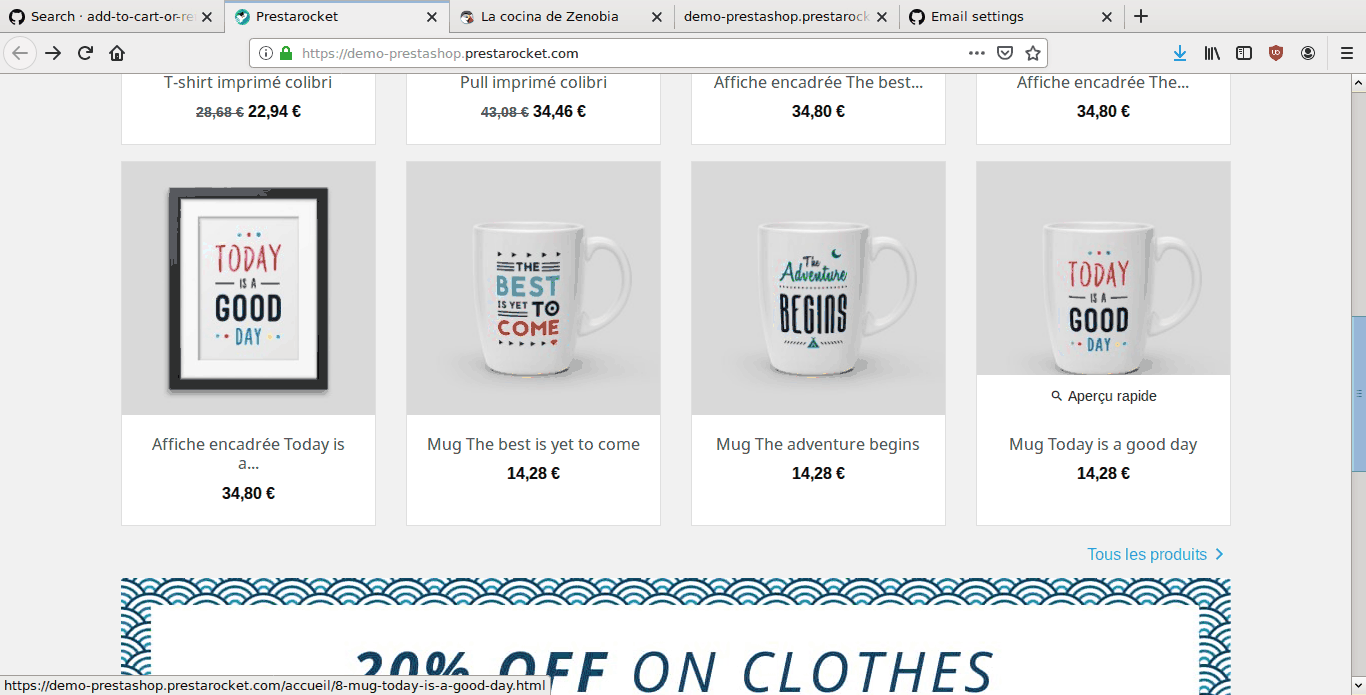 Search · add-to-cart-or-re
Prestarocket
La cocina de Zenobia
demo-prestashop.prestarock
Email settings
https://demo-prestashop.prestarocket.com
T-shirt imprimé colibri
28,68 € 22,94 €
Pull imprimé colibri
43,08 € 34,46 €
Affiche encadrée The best...
34,80 €
Affiche encadrée The...
34,80 €
TODAY
IS A
GOOD
DAY
THE
BEST
IS YET TO
COME
The
Adventure
BEGINS
TODAY
IS A
GOOD
DAY
Aperçu rapide
Affiche encadrée Today is
a...
34,80 €
Mug The best is yet to come
14,28 €
Mug The adventure begins
14,28 €
Mug Today is a good day
14,28 €
Tous les produits
20% OFF ON CLOTHES
https://demo-prestashop.prestarocket.com/accueil/8-mug-today-is-a-good-day.html